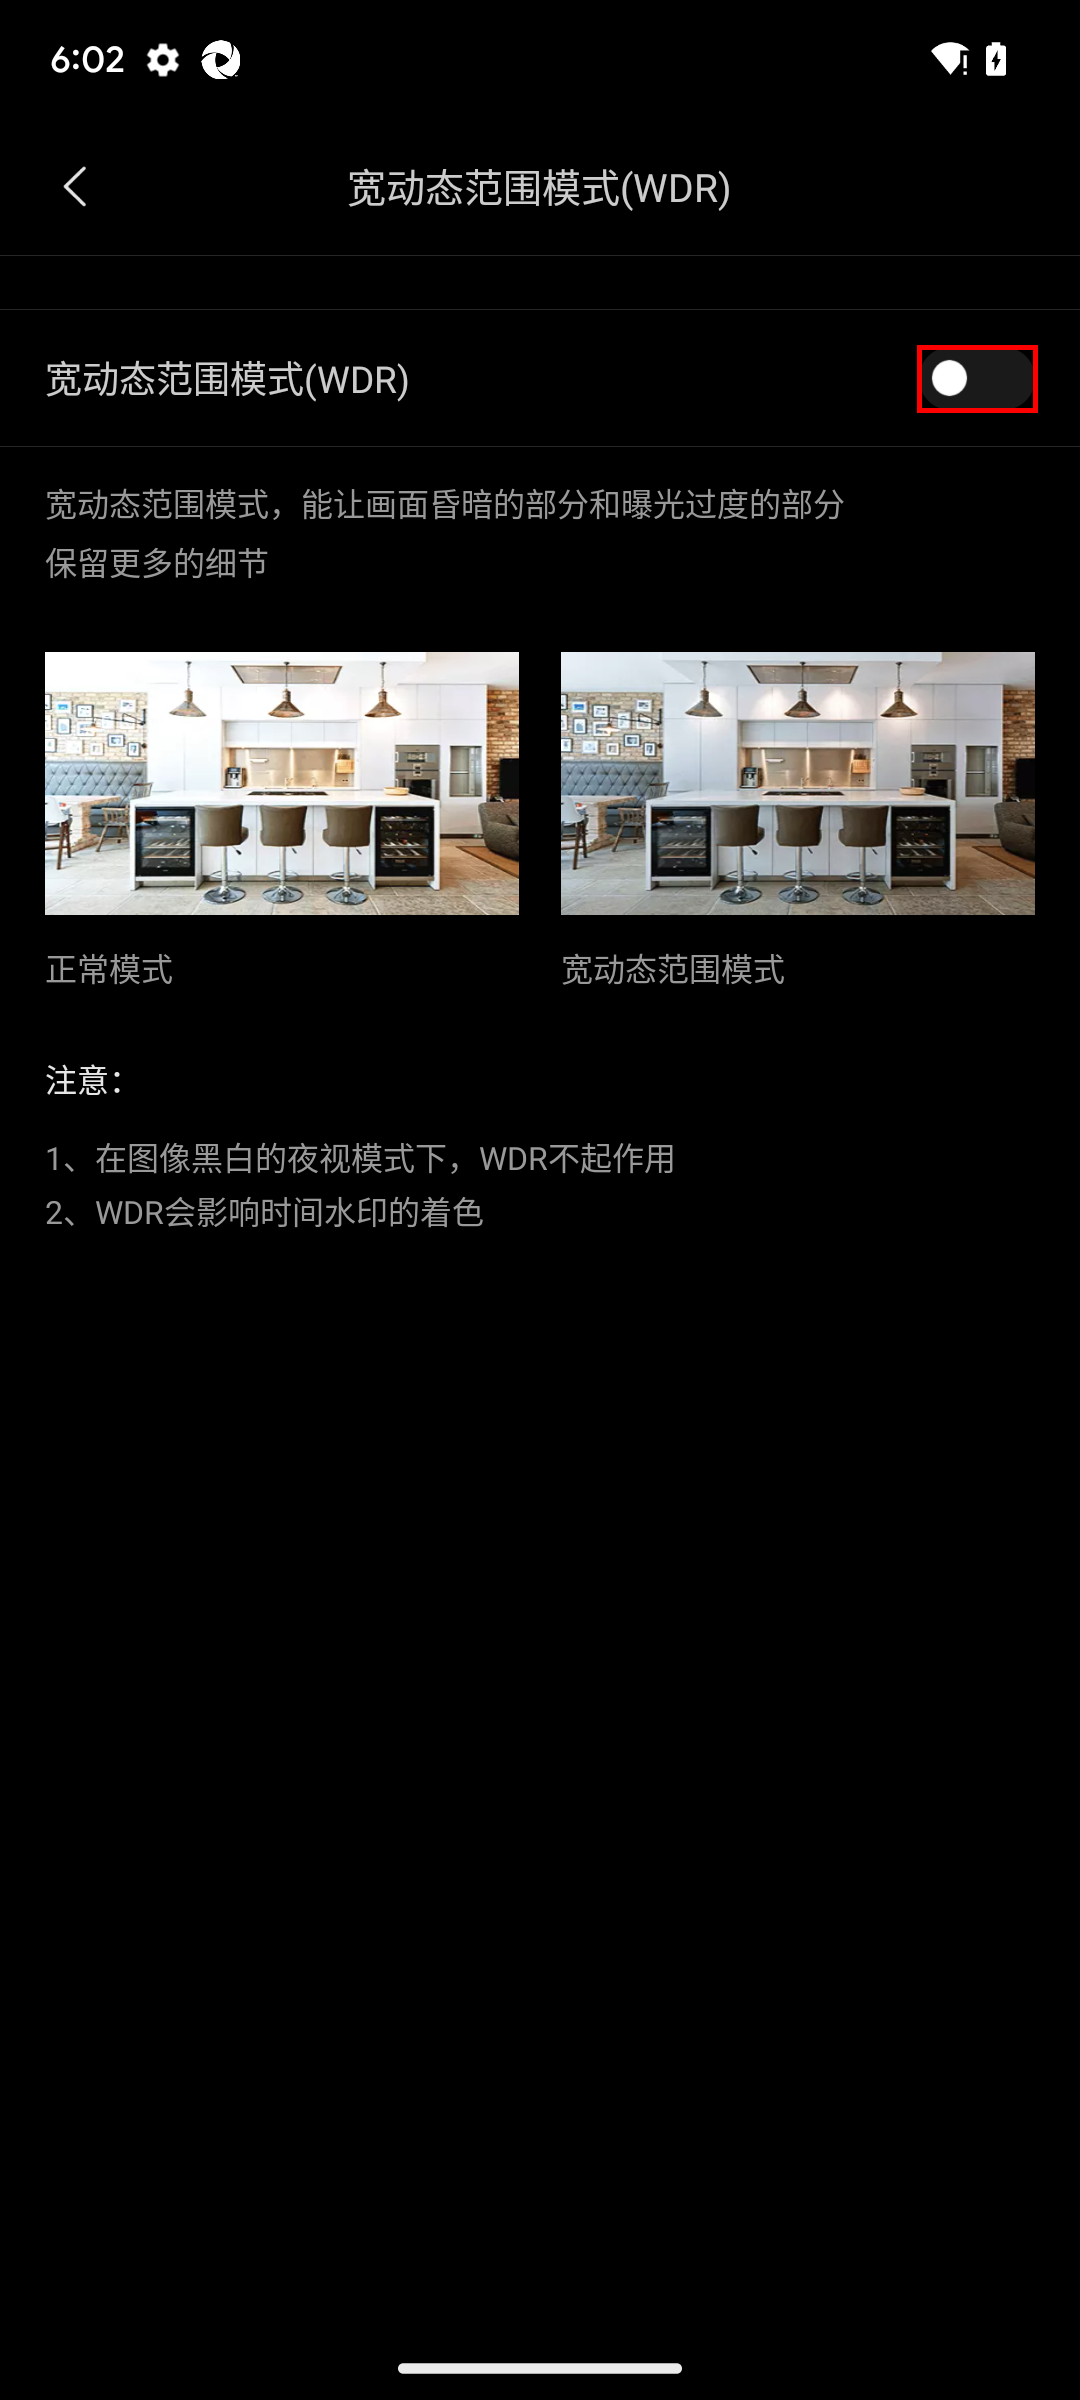 6:02
宽动态范围模式(WDR)
宽动态范围模式(WDR)
宽动态范围模式，能让画面昏暗的部分和曝光过度的部分
保留更多的细节
正常模式
宽动态范围模式
注意：
1、在图像黑白的夜视模式下，WDR不起作用
2、WDR会影响时间水印的着色